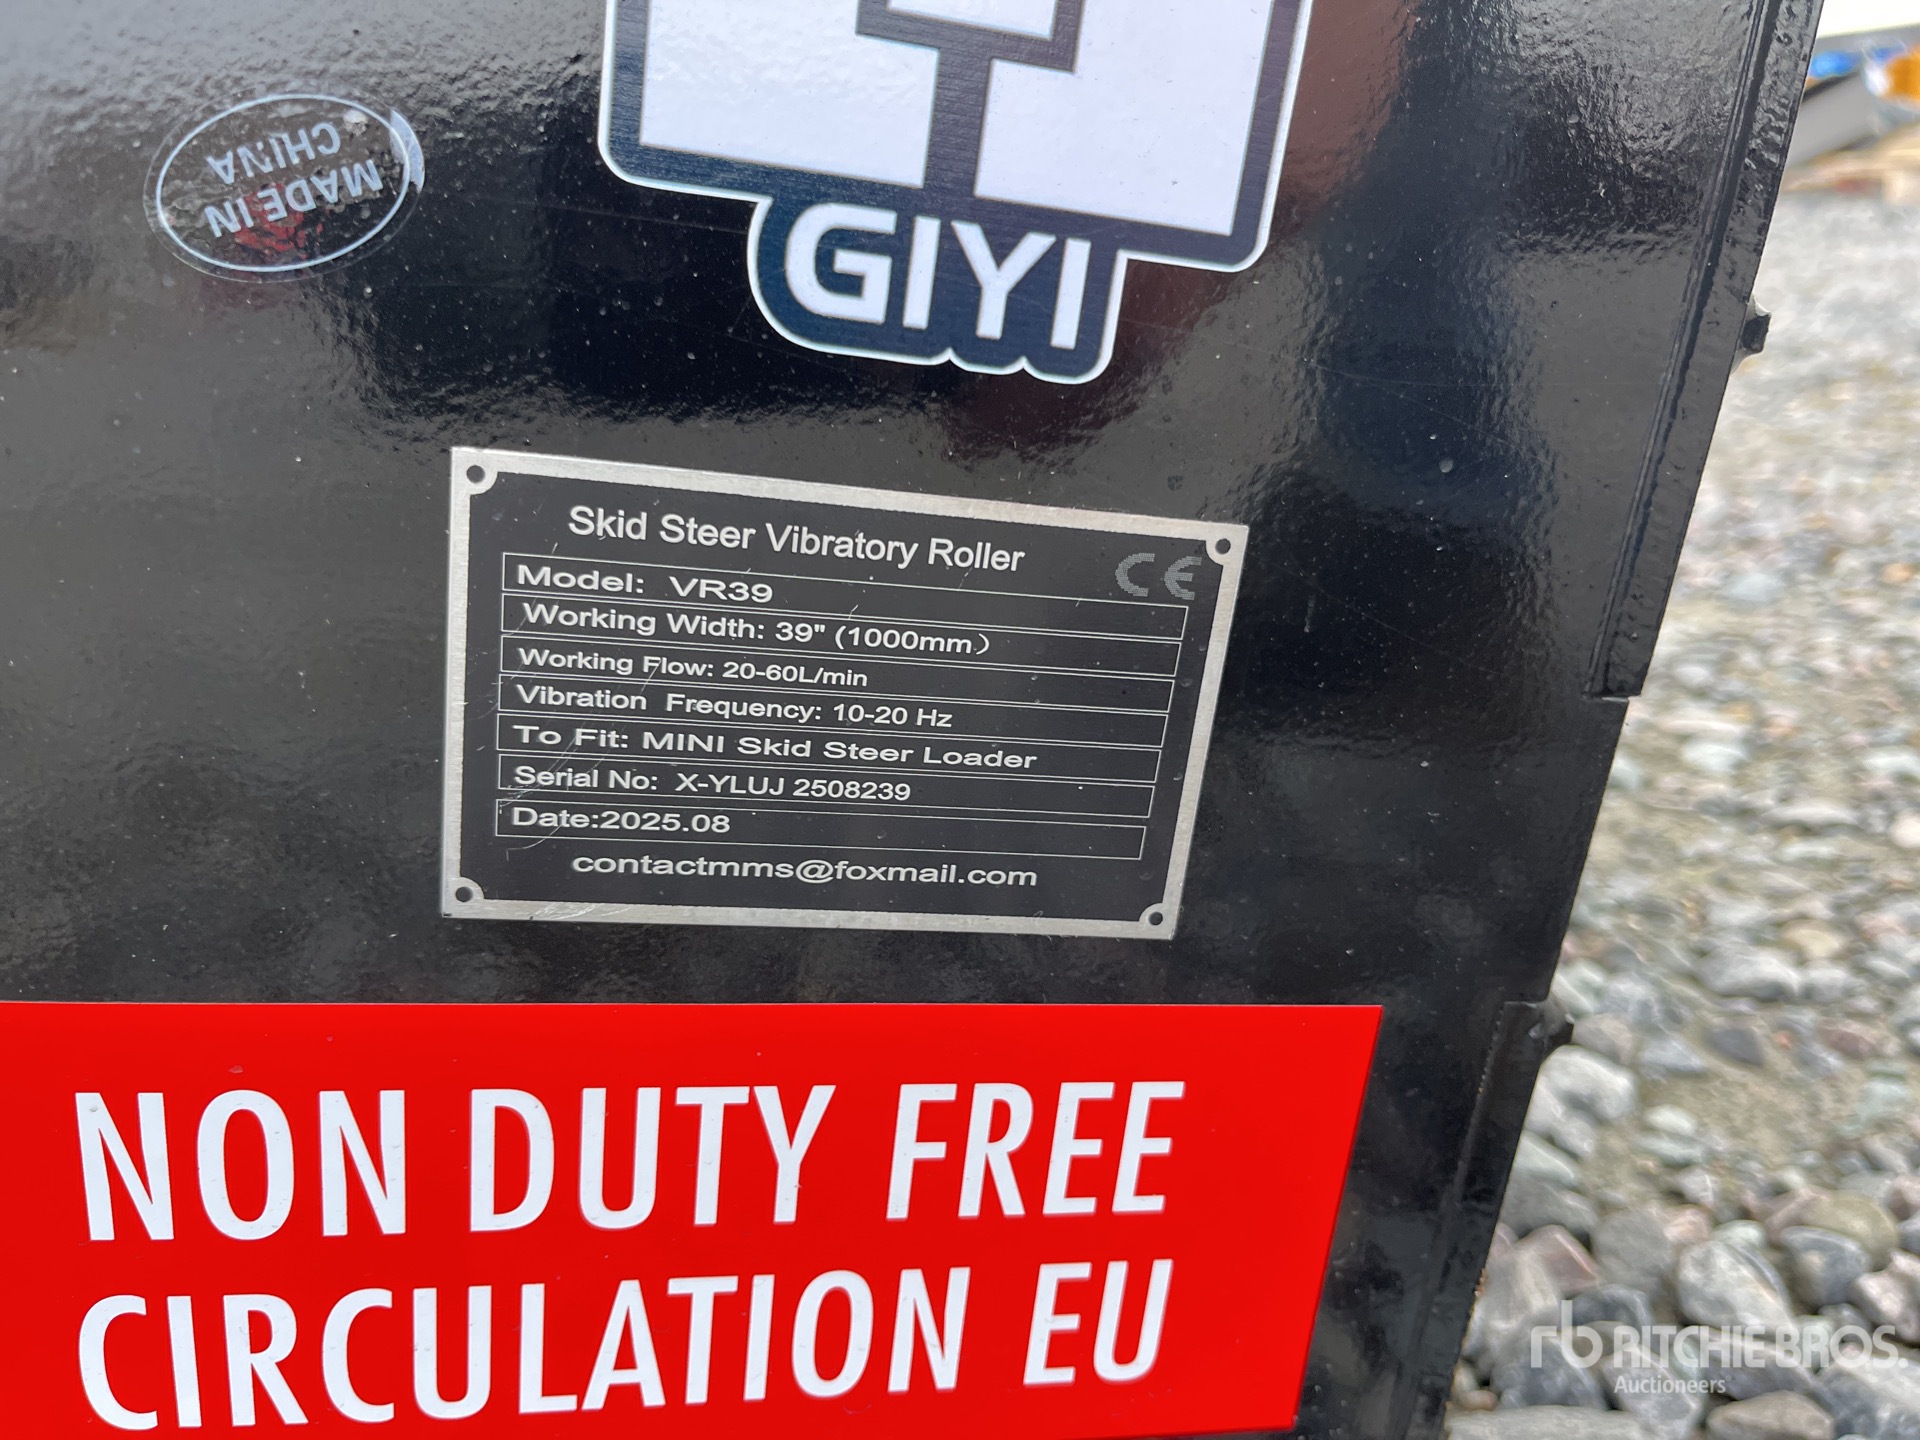 MADE IN
CHINA
GIYI
Skid Steer Vibratory Roller
CE
Model: VR39
Working Width: 39" (1000mm)
Working Flow: 20-60L/min
Vibration Frequency: 10-20 Hz
To Fit: MINI Skid Steer Loader
Serial No: X-YLUJ 2508239
Date:2025.08
contactmms@foxmail.com
NON DUTY FREE
CIRCULATION EU
rb RITCHIE BROS.
Auctioneers